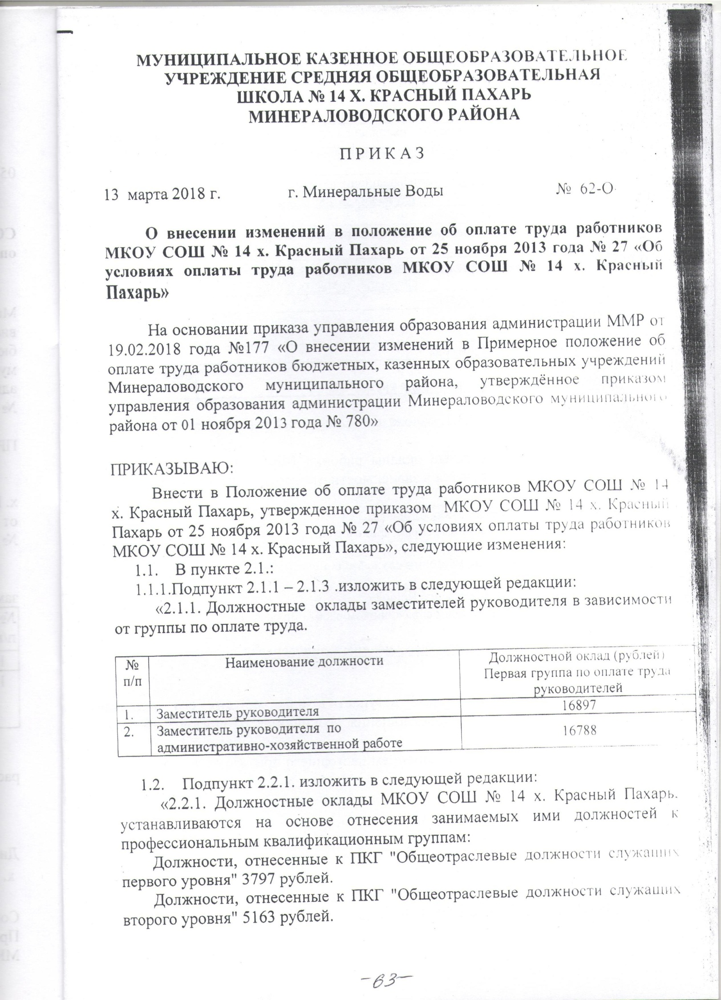 МУНИЦИПАЛЬНОЕ КАЗЕННОЕ ОБЩЕОБРАЗОВАТЕЛЬНОЕ
УЧРЕЖДЕНИЕ СРЕДНЯЯ ОБЩЕОБРАЗОВАТЕЛЬНАЯ
ШКОЛА № 14 Х. КРАСНЫЙ ПАХАРЬ
МИНЕРАЛОВОДСКОГО РАЙОНА
П Р И К А З
13 марта 2018 г. г. Минеральные Воды № 62-О
О внесении изменений в положение об оплате труда работников
МКОУ СОШ № 14 х. Красный Пахарь от 25 ноября 2013 года № 27 «Об
условиях оплаты труда работников МКОУ СОШ № 14 х. Красный
Пахарь»
На основании приказа управления образования администрации ММР от
19.02.2018 года №177 «О внесении изменений в Примерное положение об
оплате труда работников бюджетных, казенных образовательных учреждений
Минераловодского муниципального района, утверждённое приказом
управления образования администрации Минераловодского муниципального
района от 01 ноября 2013 года № 780»
ПРИКАЗЫВАЮ:
Внести в Положение об оплате труда работников МКОУ СОШ № 14
х. Красный Пахарь, утвержденное приказом МКОУ СОШ № 14 х. Красный
Пахарь от 25 ноября 2013 года № 27 «Об условиях оплаты труда работников
МКОУ СОШ № 14 х. Красный Пахарь», следующие изменения:
1.1. В пункте 2.1.:
1.1.1.Подпункт 2.1.1 – 2.1.3 .изложить в следующей редакции:
«2.1.1. Должностные оклады заместителей руководителя в зависимости
от группы по оплате труда.
№ Наименование должности Должностной оклад (рублей)
п/п Первая группа по оплате труда
руководителей
1. Заместитель руководителя 16897
2. Заместитель руководителя по 16788
административно-хозяйственной работе
1.2. Подпункт 2.2.1. изложить в следующей редакции:
«2.2.1. Должностные оклады МКОУ СОШ № 14 х. Красный Пахарь.
устанавливаются на основе отнесения занимаемых ими должностей к
профессиональным квалификационным группам:
Должности, отнесенные к ПКГ "Общеотраслевые должности служащих
первого уровня" 3797 рублей.
Должности, отнесенные к ПКГ "Общеотраслевые должности служащих
второго уровня" 5163 рублей.
-63-